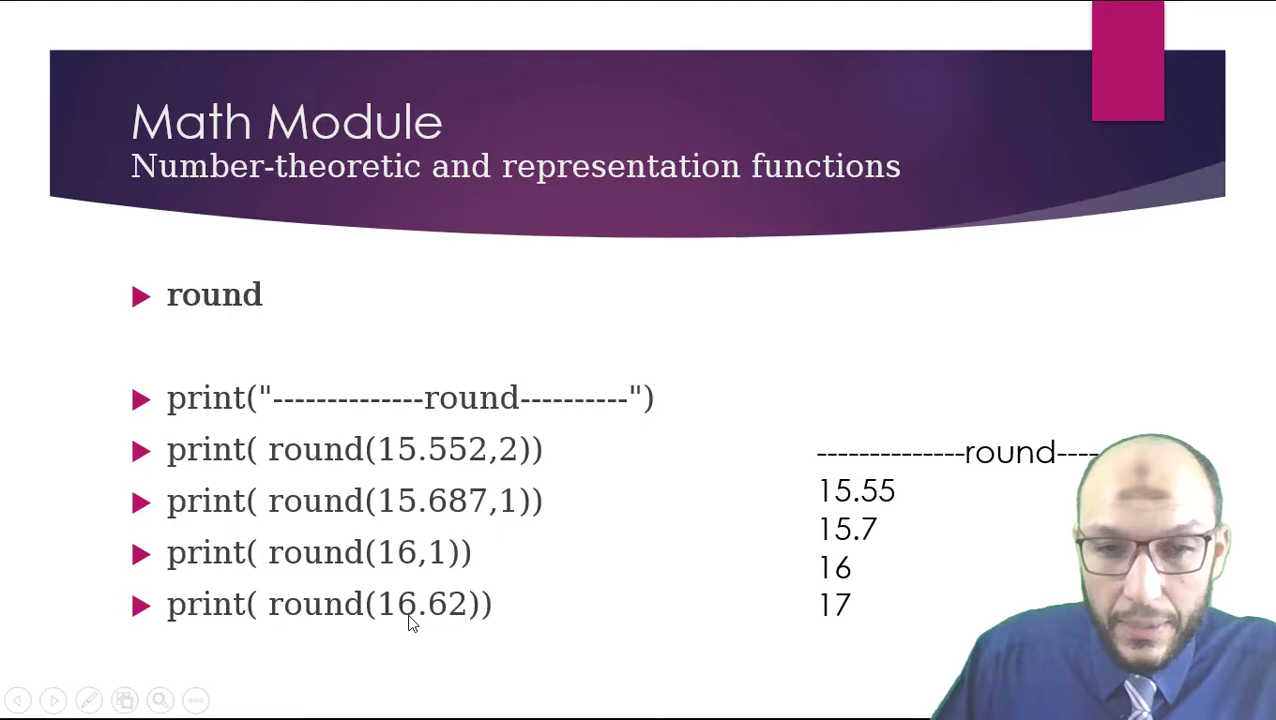 Math Module
Number-theoretic and representation functions
round
print("--------------round----------")
print( round(15.552,2))
print( round(15.687,1))
print( round(16,1))
print( round(16.62))
--------------round----
15.55
15.7
16
17